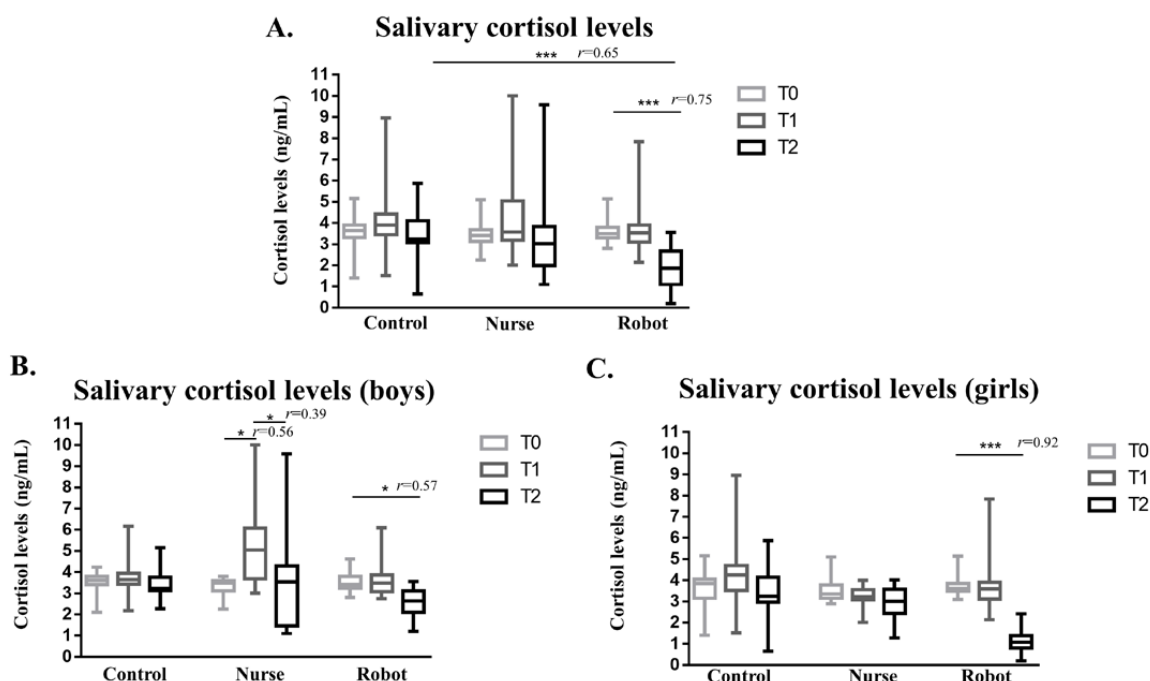 A.
Salivary cortisol levels
*** r=0.65
*** r=0.75
Cortisol levels (ng/mL)
11
10
9
8
7
6
5
4
3
2
1
0
Control Nurse Robot
T0
T1
T2
B.
Salivary cortisol levels (boys)
* r=0.39
* r=0.56
* r=0.57
Cortisol levels (ng/mL)
11
10
9
8
7
6
5
4
3
2
1
0
Control Nurse Robot
T0
T1
T2
C.
Salivary cortisol levels (girls)
*** r=0.92
Cortisol levels (ng/mL)
11
10
9
8
7
6
5
4
3
2
1
0
Control Nurse Robot
T0
T1
T2